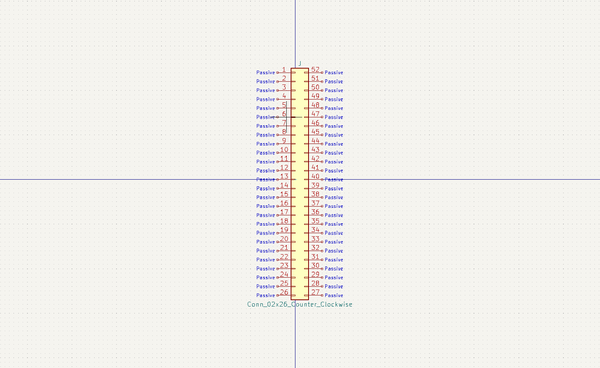 J
Passive 1 52 Passive
Passive 2 51 Passive
Passive 3 50 Passive
Passive 4 49 Passive
Passive 5 48 Passive
Passive 6 47 Passive
Passive 7 46 Passive
Passive 8 45 Passive
Passive 9 44 Passive
Passive 10 43 Passive
Passive 11 42 Passive
Passive 12 41 Passive
Passive 13 40 Passive
Passive 14 39 Passive
Passive 15 38 Passive
Passive 16 37 Passive
Passive 17 36 Passive
Passive 18 35 Passive
Passive 19 34 Passive
Passive 20 33 Passive
Passive 21 32 Passive
Passive 22 31 Passive
Passive 23 30 Passive
Passive 24 29 Passive
Passive 25 28 Passive
Passive 26 27 Passive
Conn_02x26_Counter_Clockwise